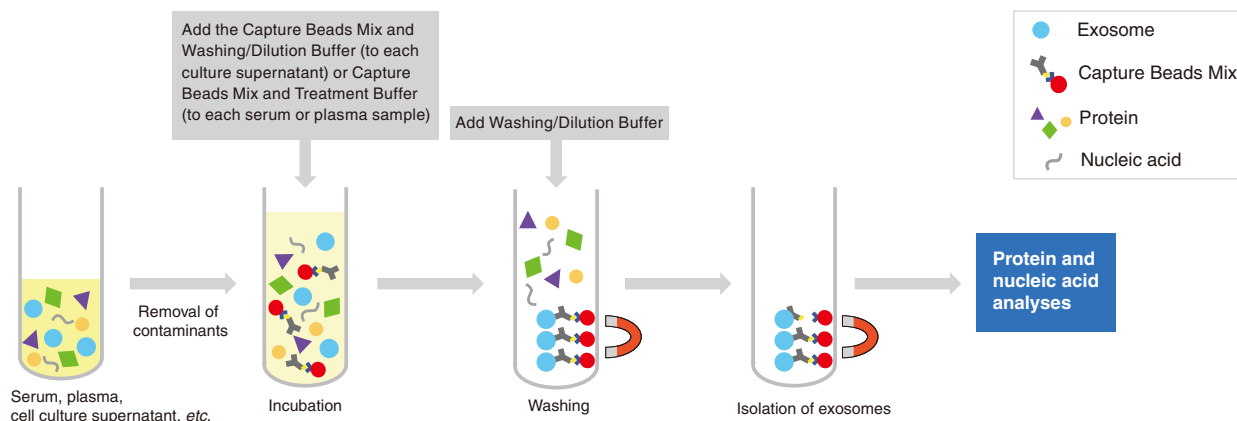 Add the Capture Beads Mix and
Washing/Dilution Buffer (to each
culture supernatant) or Capture
Beads Mix and Treatment Buffer
(to each serum or plasma sample)
Add Washing/Dilution Buffer
Exosome
Capture Beads Mix
Protein
Nucleic acid
Removal of
contaminants
Protein and
nucleic acid
analyses
Serum, plasma,
cell culture supernatant, etc.
Incubation
Washing
Isolation of exosomes